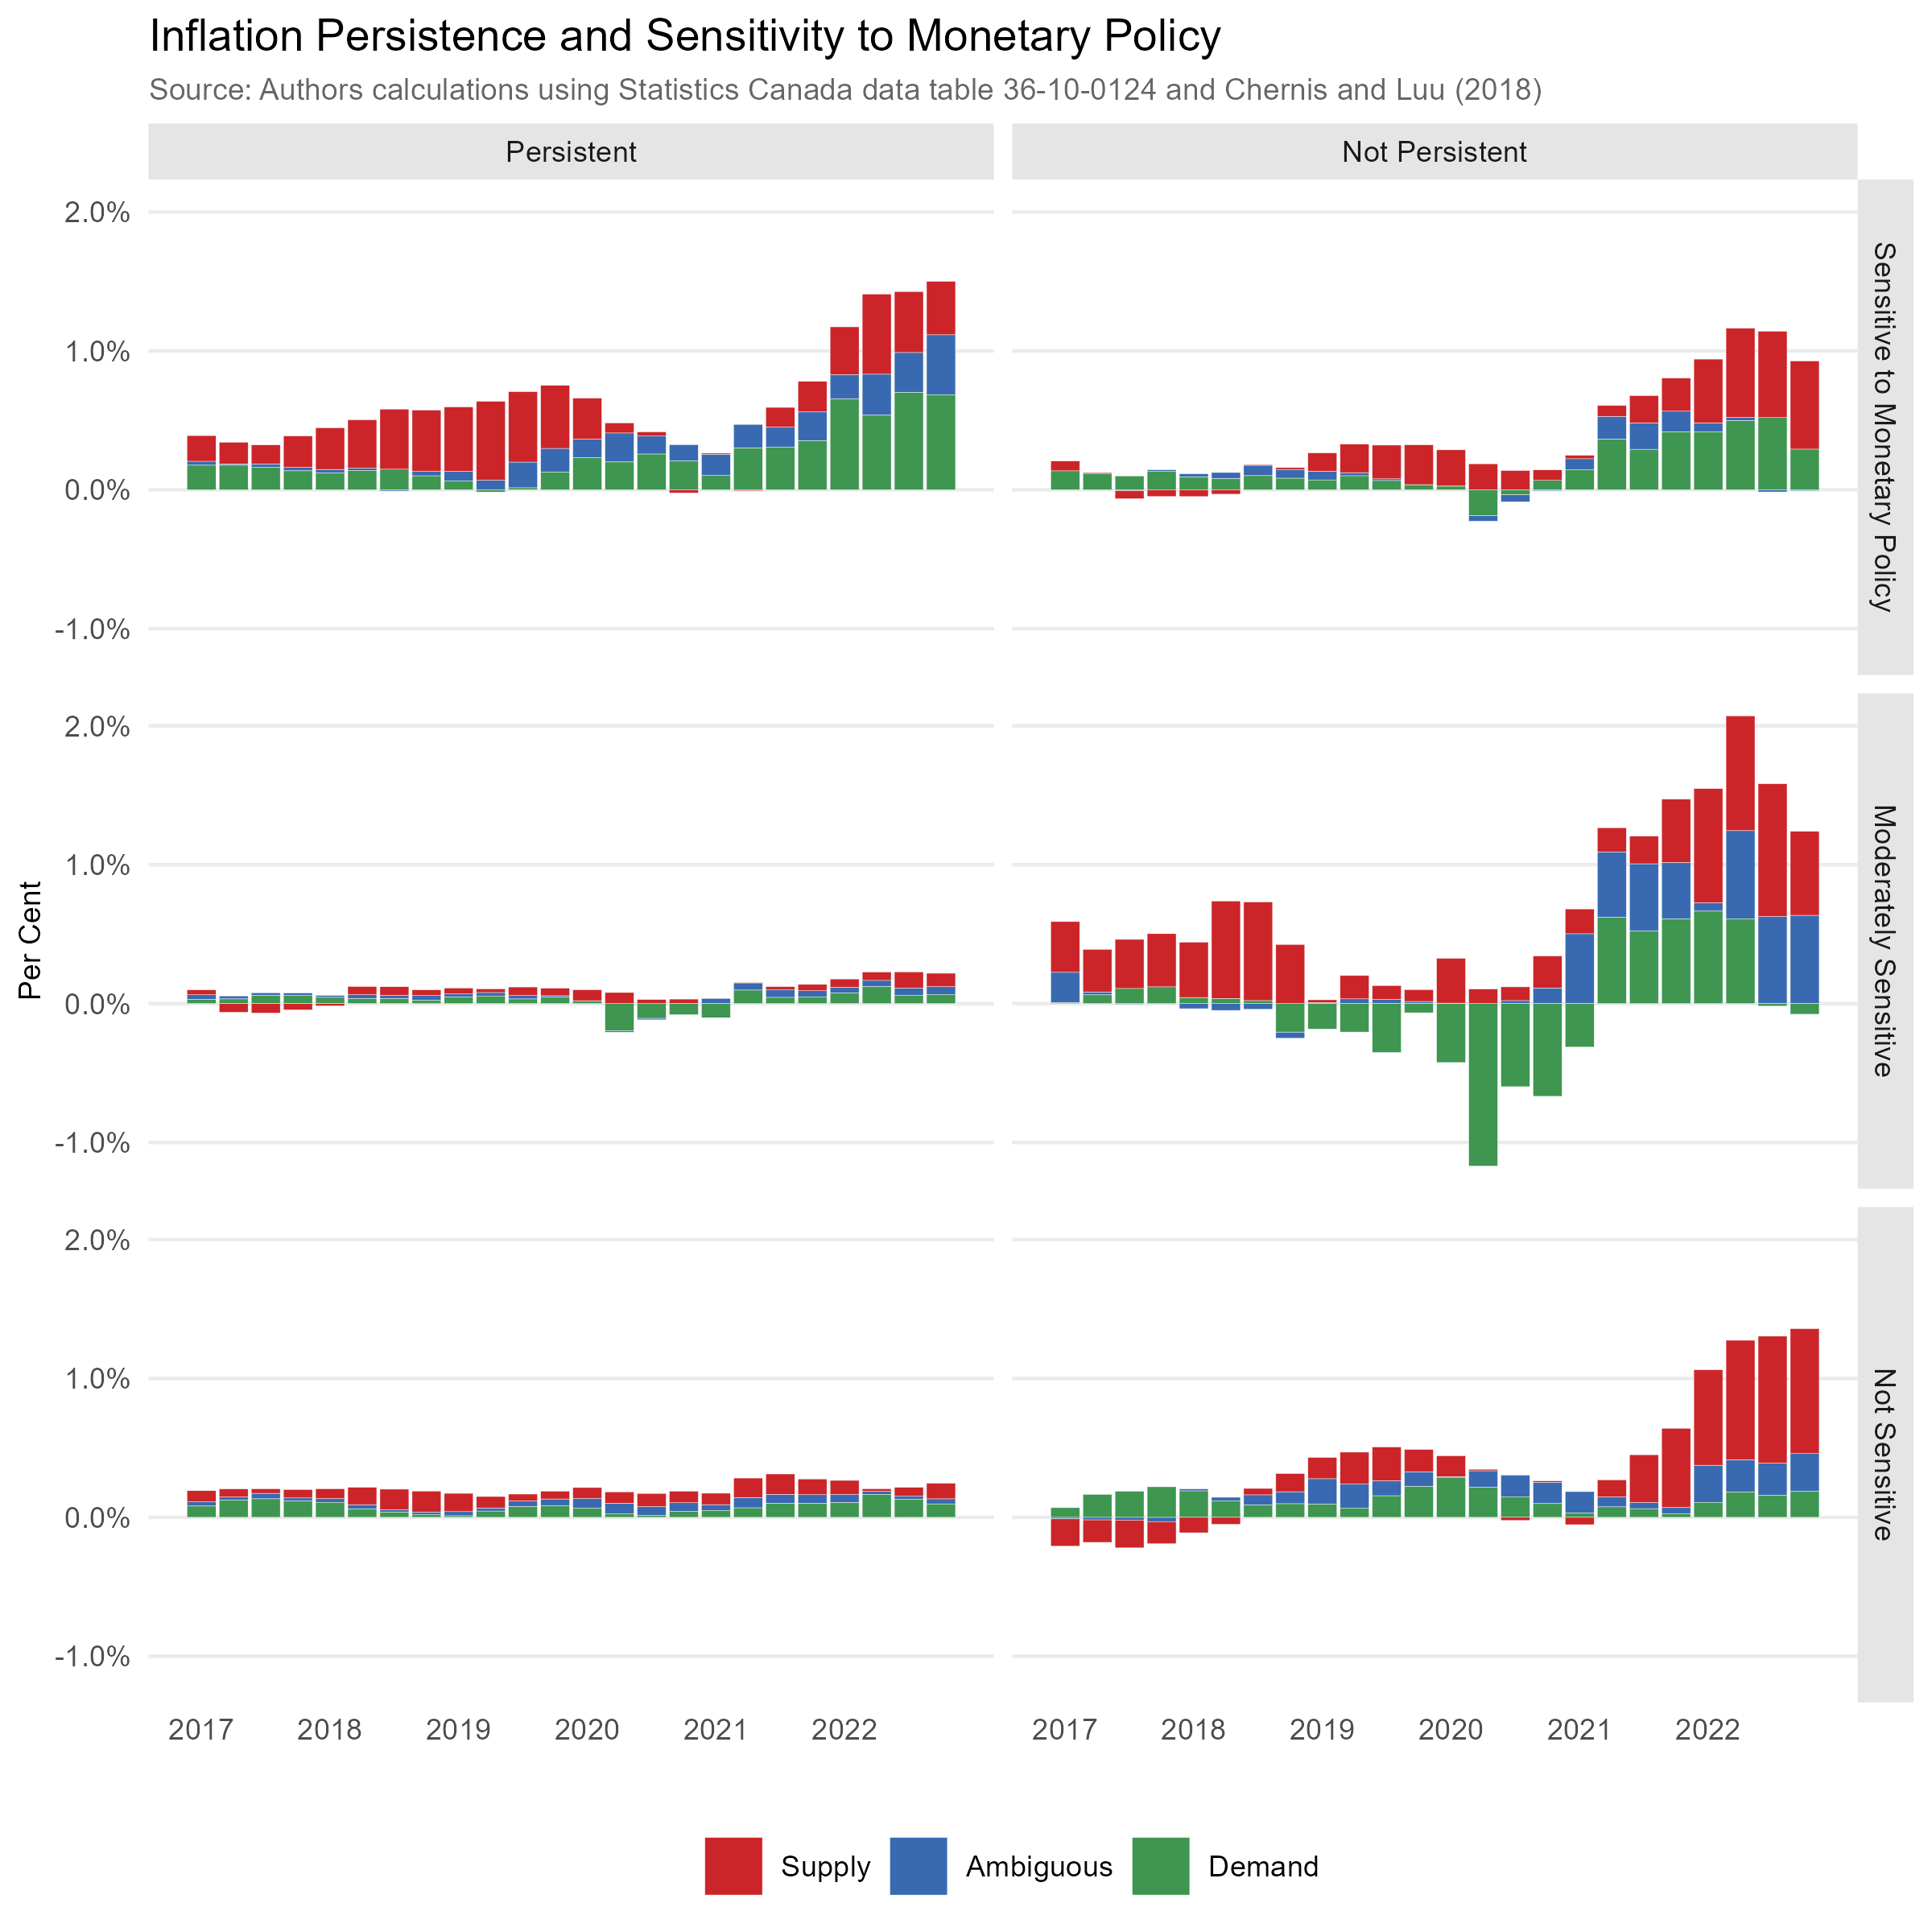 Inflation Persistence and Sensitivity to Monetary Policy
Source: Authors calculations using Statistics Canada data table 36-10-0124 and Chernis and Luu (2018)
Persistent
Not Persistent
2.0%
1.0%
0.0%
-1.0%
Sensitive to Monetary Policy
Per Cent
2.0%
1.0%
0.0%
-1.0%
Moderately Sensitive
2.0%
1.0%
0.0%
-1.0%
Not Sensitive
2017 2018 2019 2020 2021 2022
2017 2018 2019 2020 2021 2022
Supply Ambiguous Demand